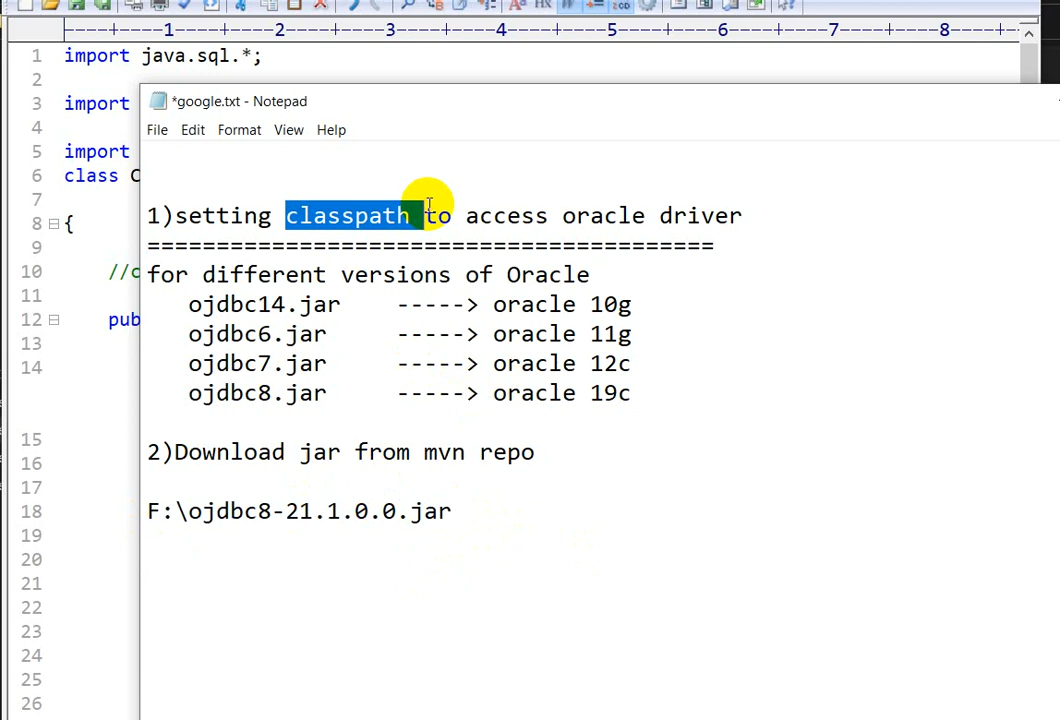 ----+----1----+----2----+----3----+----4----+----5----+----6----+----7----+----8----+--
1 import java.sql.*;
2
3 import
4
5 import
6 class C
7
8 {
9
10 //c
11
12 pub
13
14
15
16
17
18
19
20
21
22
23
24
25
26
*google.txt - Notepad
File Edit Format View Help
1)setting classpath to access oracle driver
=========================================
for different versions of Oracle
ojdbc14.jar -----> oracle 10g
ojdbc6.jar -----> oracle 11g
ojdbc7.jar -----> oracle 12c
ojdbc8.jar -----> oracle 19c
2)Download jar from mvn repo
F:\ojdbc8-21.1.0.0.jar